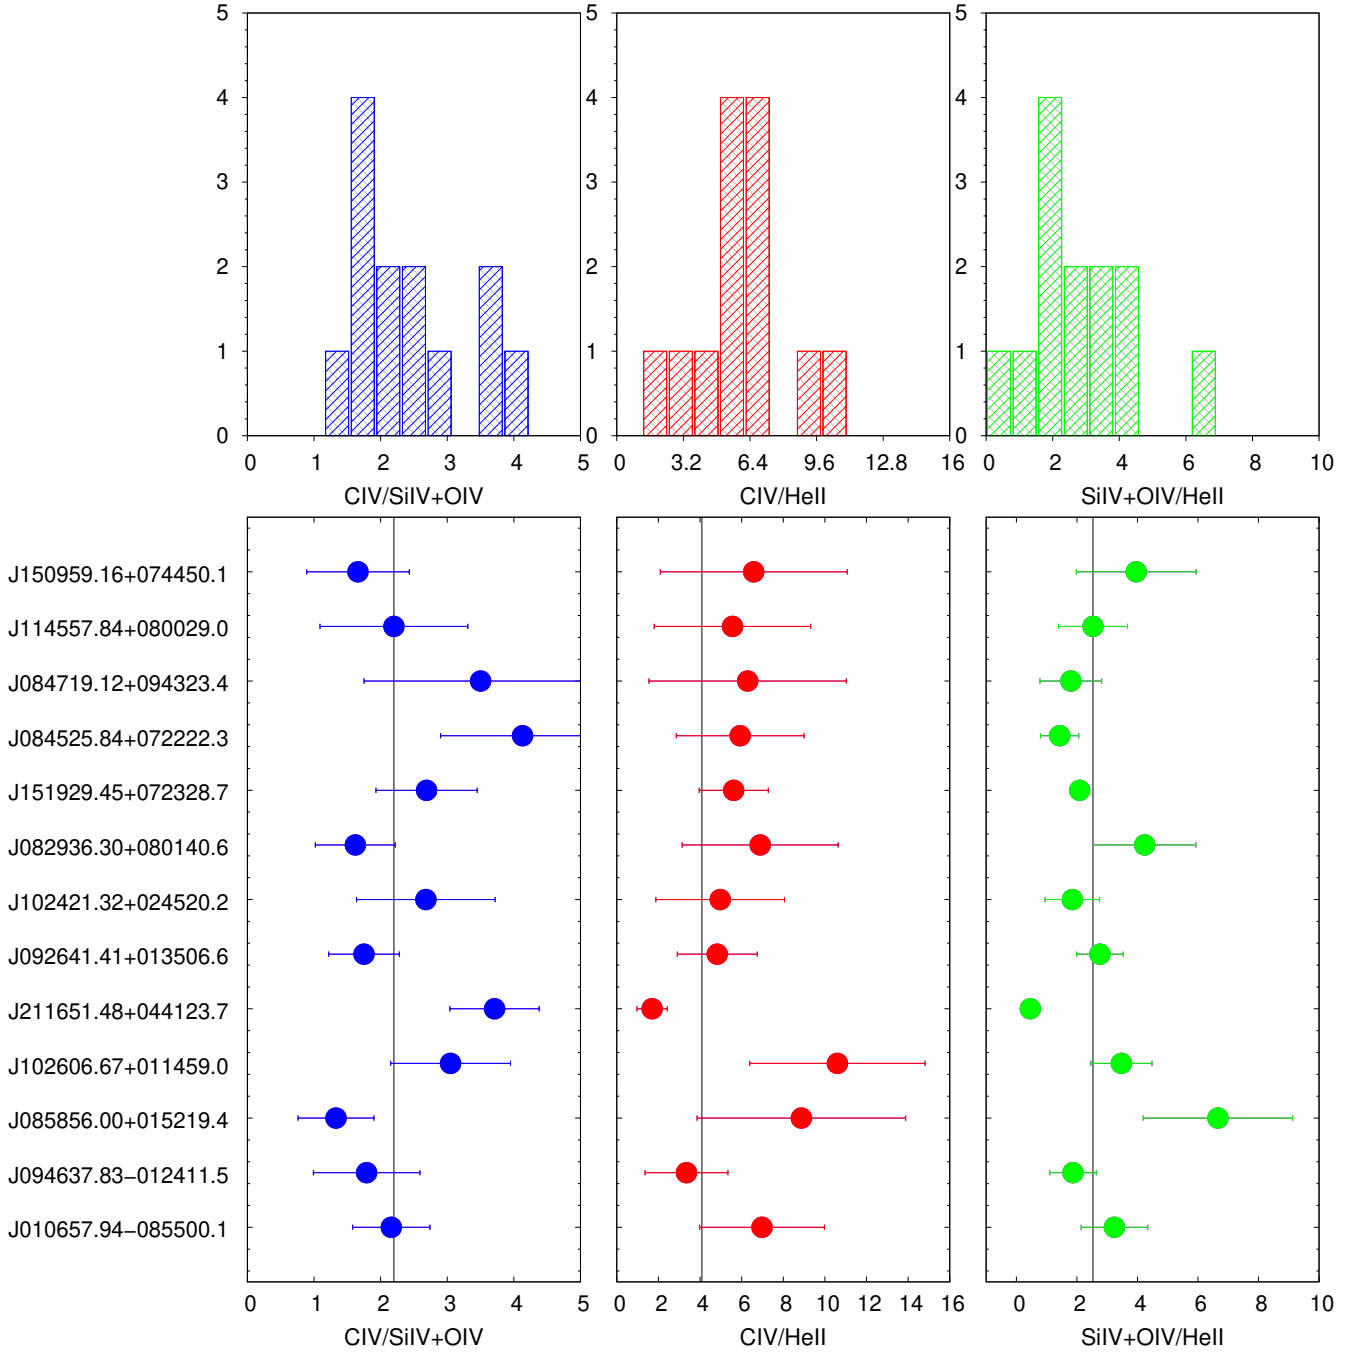 5 5 5
4 4 4
3 3 3
2 2 2
1 1 1
0 0 0
0 1 2 3 4 5 0 3.2 6.4 9.6 12.8 16 0 2 4 6 8 10
CIV/SiIV+OIV CIV/HeII SiIV+OIV/HeII
J150959.16+074450.1
J114557.84+080029.0
J084719.12+094323.4
J084525.84+072222.3
J151929.45+072328.7
J082936.30+080140.6
J102421.32+024520.2
J092641.41+013506.6
J211651.48+044123.7
J102606.67+011459.0
J085856.00+015219.4
J094637.83−012411.5
J010657.94−085500.1
0 1 2 3 4 5 0 2 4 6 8 10 12 14 16 0 2 4 6 8 10
CIV/SiIV+OIV CIV/HeII SiIV+OIV/HeII